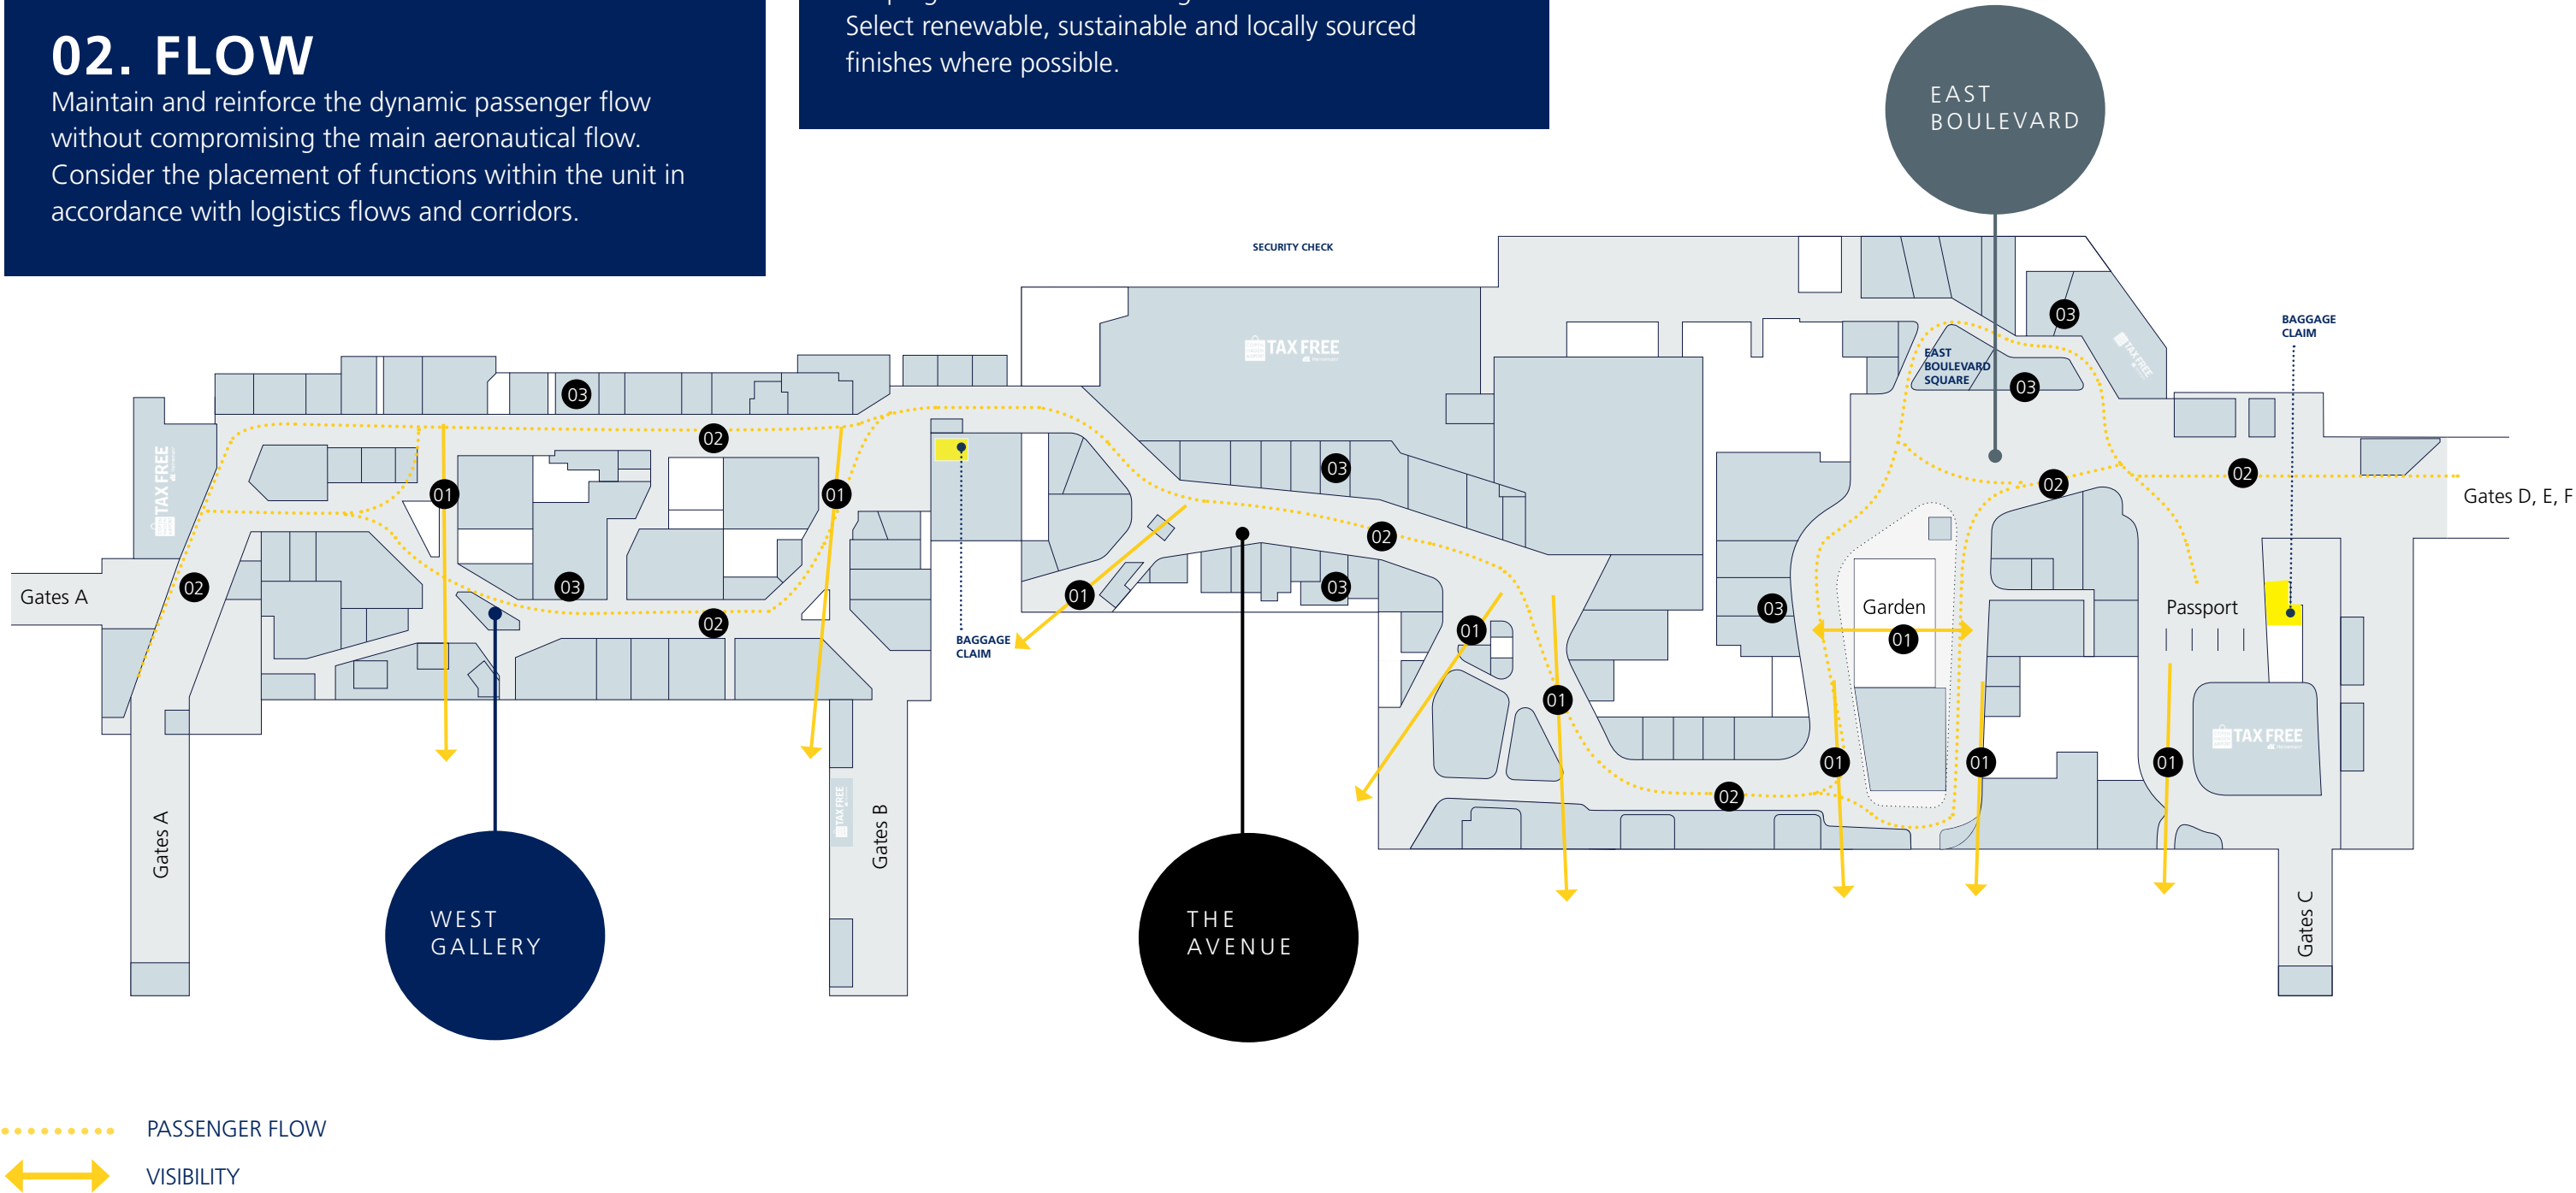 02. FLOW
Maintain and reinforce the dynamic passenger flow
without compromising the main aeronautical flow.
Consider the placement of functions within the unit in
accordance with logistics flows and corridors.
Select renewable, sustainable and locally sourced
finishes where possible.
EAST
BOULEVARD
SECURITY CHECK
BAGGAGE
CLAIM
TAX FREE
TAX FREE
03
EAST
BOULEVARD
SQUARE
03
03
02
03
02
02
Gates D, E, F
TAX FREE
01
01
02
02
Gates A
03
03
01
03
Garden
Passport
02
01
01
BAGGAGE
CLAIM
01
TAX FREE
01
01
01
02
TAX FREE
Gates A
Gates B
WEST
GALLERY
THE
AVENUE
Gates C
PASSENGER FLOW
VISIBILITY